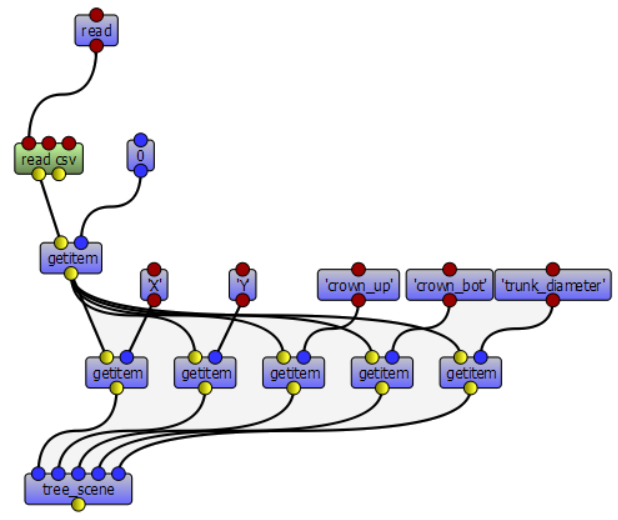 read
read csv
0
getitem
'X'
'Y'
'crown_up'
'crown_bot'
'trunk_diameter'
getitem
getitem
getitem
getitem
getitem
tree_scene